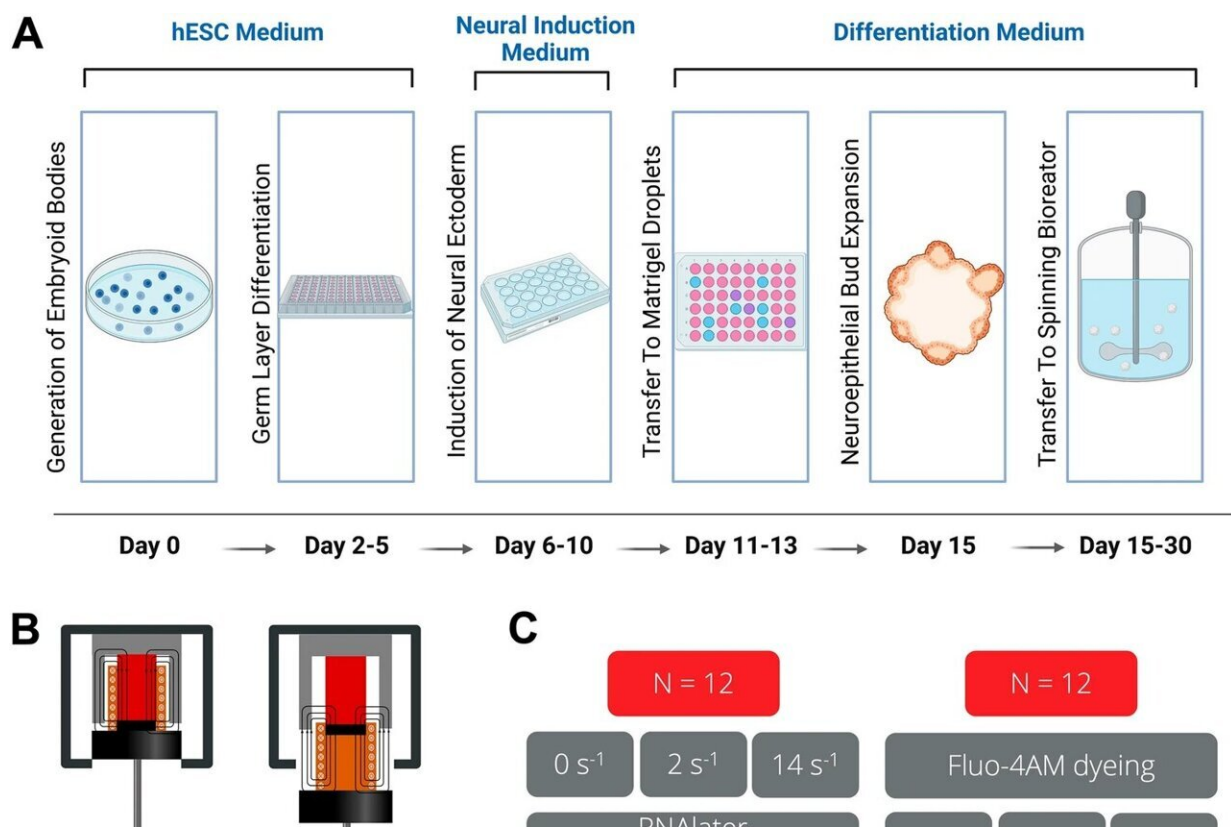 A
hESC Medium
Neural Induction
Medium
Differentiation Medium
Generation of Embryoid Bodies
Germ Layer Differentiation
Induction of Neural Ectoderm
Transfer To Matrigel Droplets
Neuroepithelial Bud Expansion
Transfer To Spinning Bioreator
Day 0
Day 2-5
Day 6-10
Day 11-13
Day 15
Day 15-30
B
C
N = 12
N = 12
0 s⁻¹
2 s⁻¹
14 s⁻¹
Fluo-4AM dyeing
RNAlater